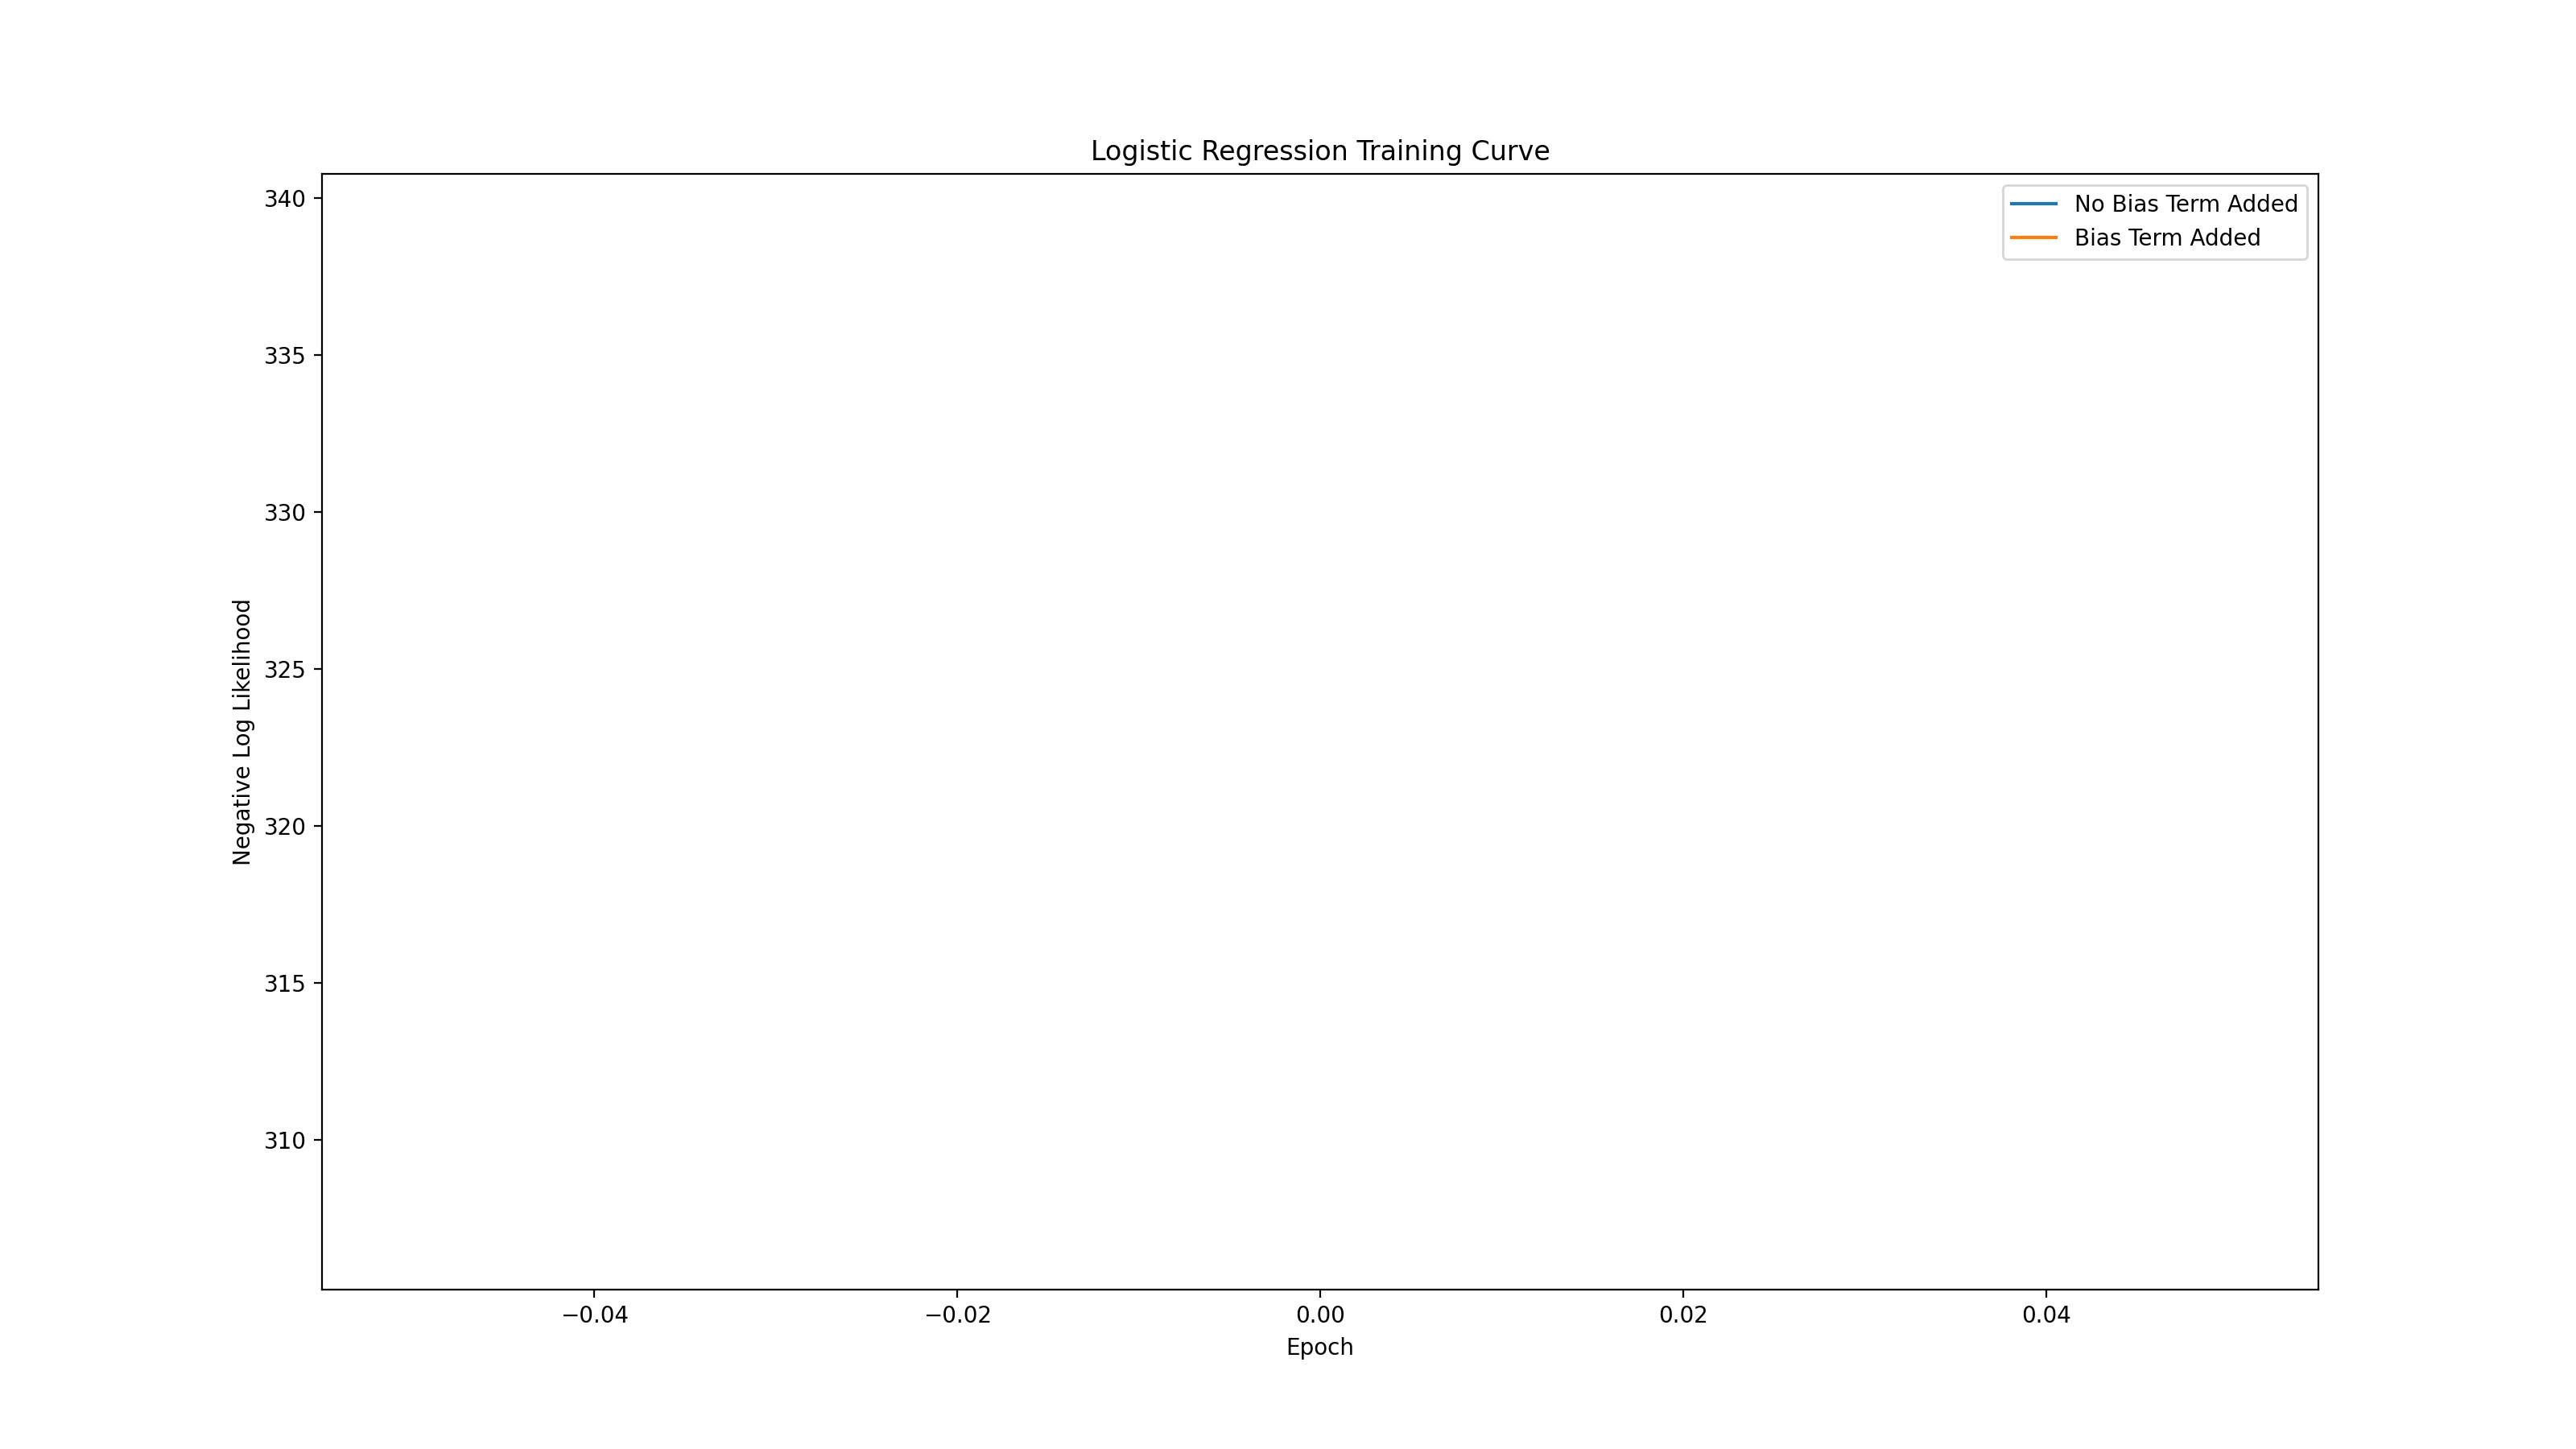 Logistic Regression Training Curve
No Bias Term Added
Bias Term Added
Negative Log Likelihood
340
335
330
325
320
315
310
−0.04
−0.02
0.00
0.02
0.04
Epoch